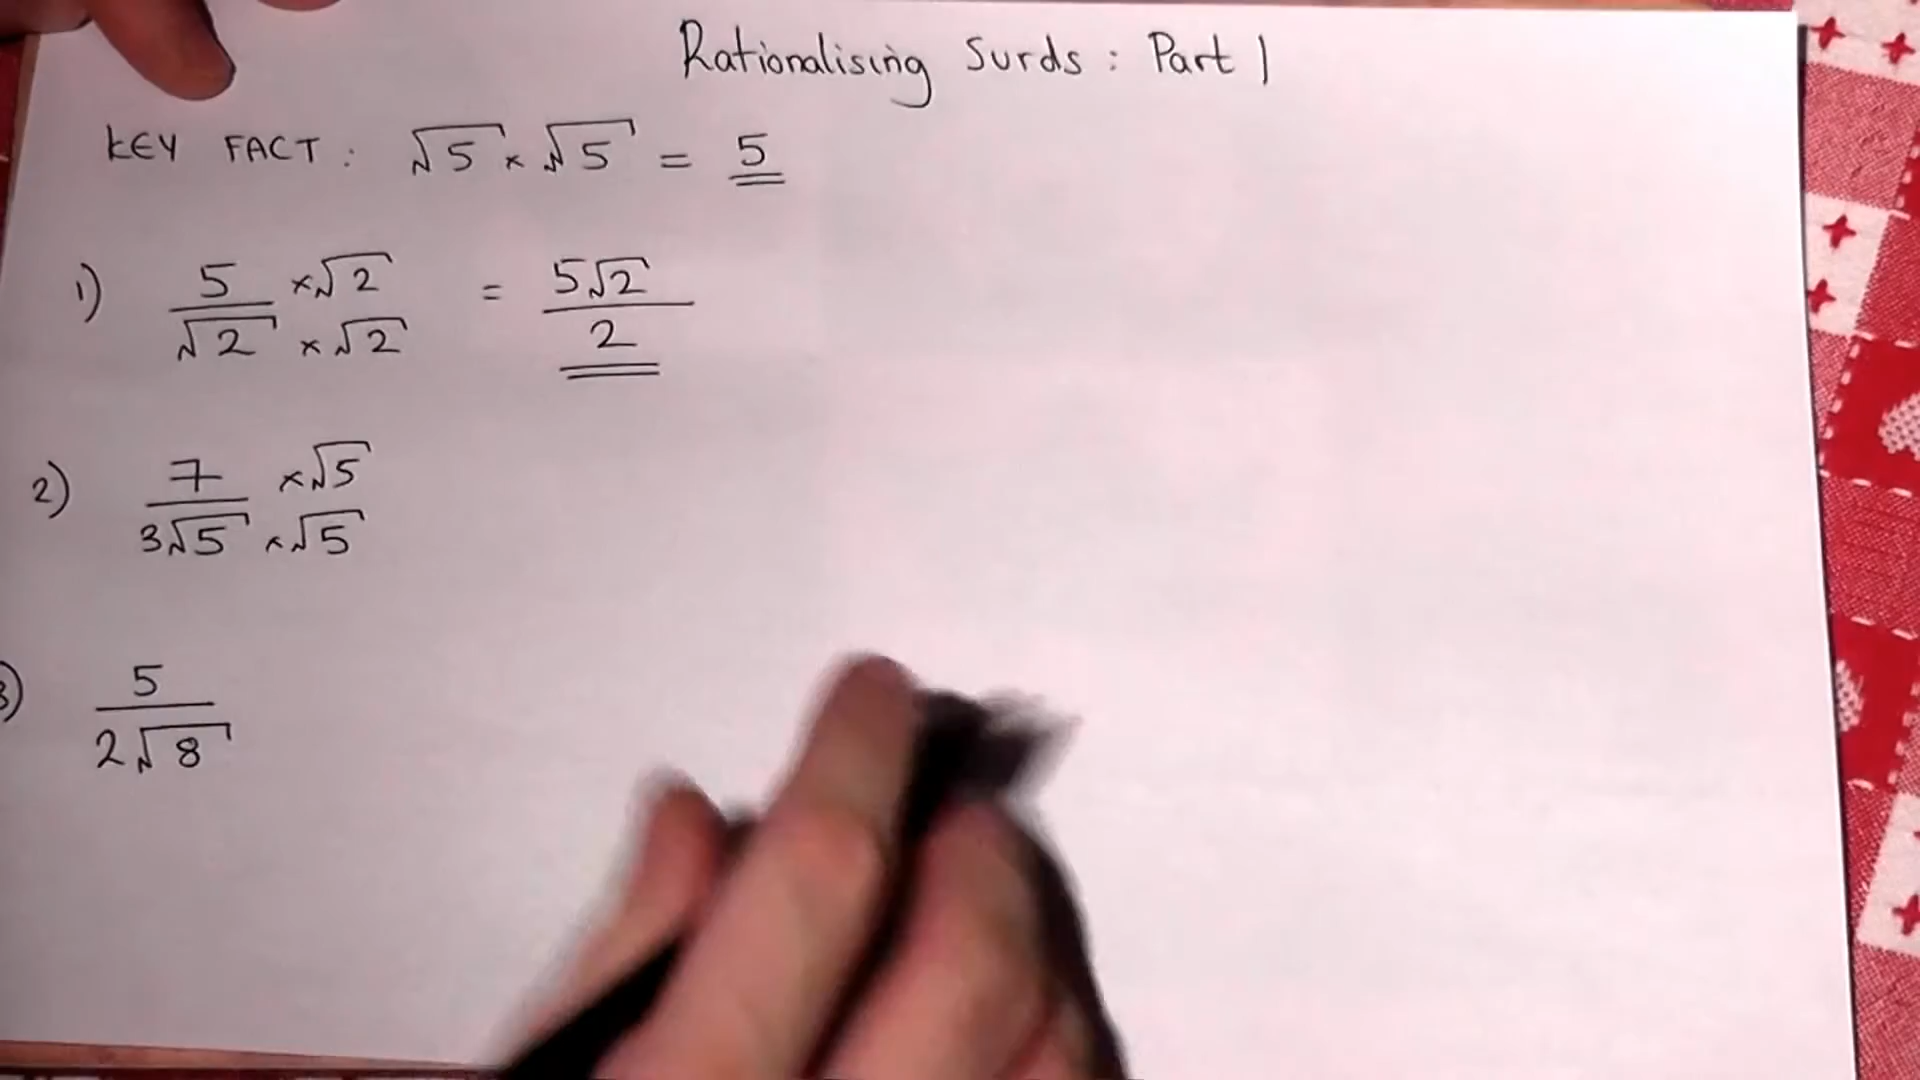 Rationalising Surds : Part 1
KEY FACT : √5 × √5 = 5
1) 5 ×√2 / √2 ×√2 = 5√2 / 2
2) 7 ×√5 / 3√5 ×√5
3) 5 / 2√8